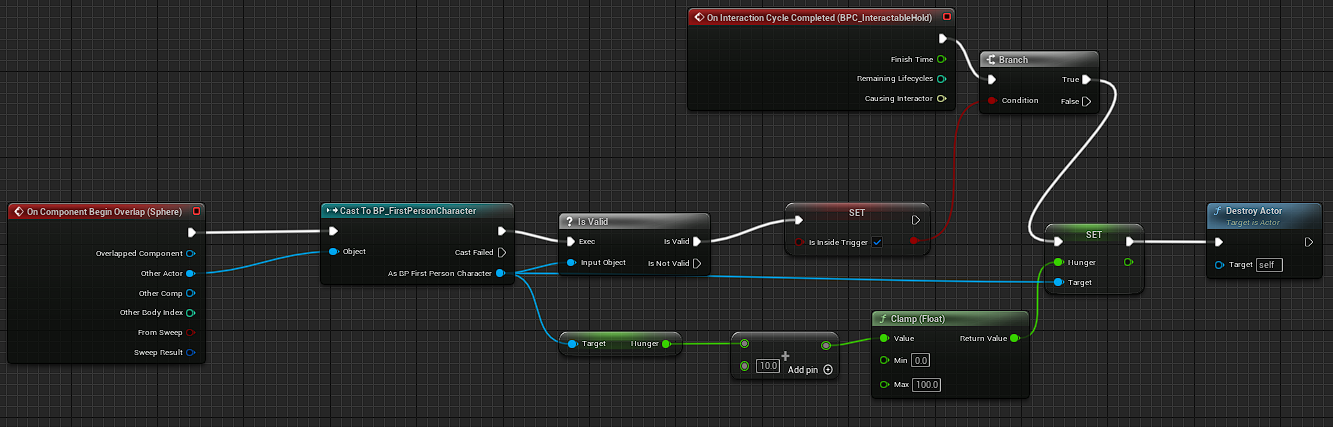 On Interaction Cycle Completed (BPC_InteractableHold)
Finish Time
Remaining Lifecycles
Causing Interactor
Branch
True
Condition
False
On Component Begin Overlap (Sphere)
Overlapped Component
Other Actor
Other Comp
Other Body Index
From Sweep
Sweep Result
Cast To BP_FirstPersonCharacter
Object
Cast Failed
As BP First Person Character
? Is Valid
Exec
Is Valid
Input Object
Is Not Valid
SET
Is Inside Trigger
Target
Hunger
10.0
Add pin
f Clamp (Float)
Value
Return Value
Min 0.0
Max 100.0
SET
Hunger
Target
f Destroy Actor
Target is Actor
Target self